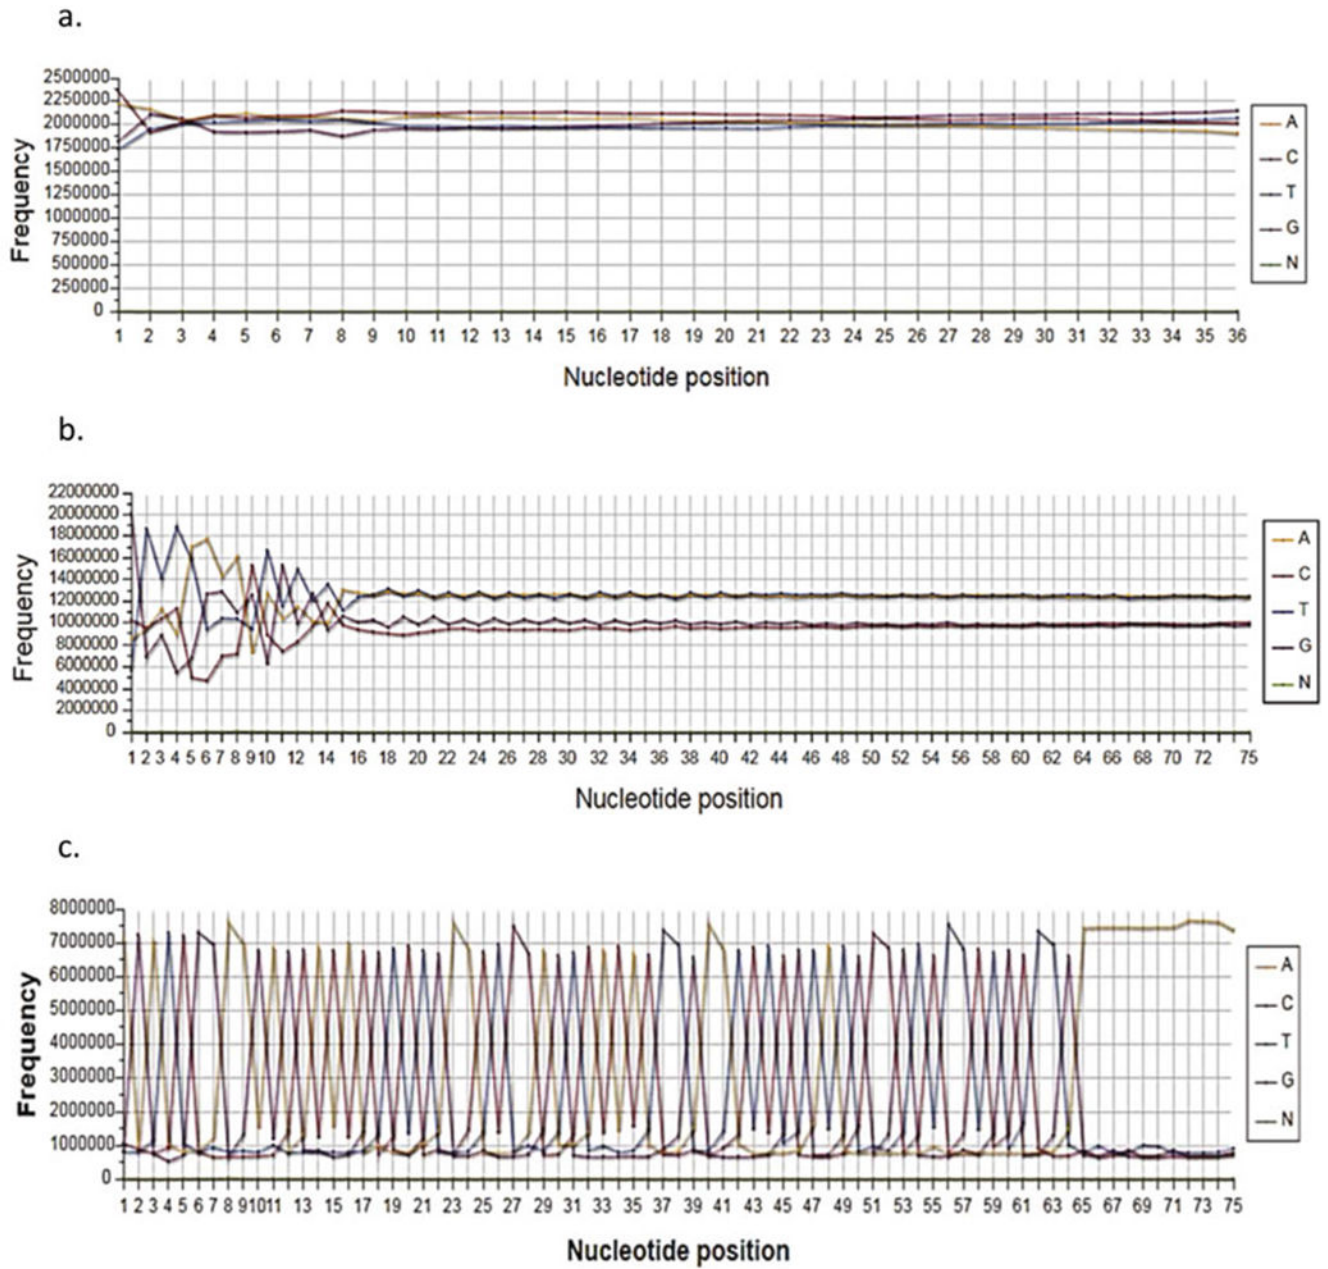 a.
2500000
2250000
2000000
1750000
1500000
1250000
1000000
750000
500000
250000
0
Frequency
1 2 3 4 5 6 7 8 9 10 11 12 13 14 15 16 17 18 19 20 21 22 23 24 25 26 27 28 29 30 31 32 33 34 35 36
Nucleotide position
A
C
T
G
N
b.
22000000
20000000
18000000
16000000
14000000
12000000
10000000
8000000
6000000
4000000
2000000
0
Frequency
1 2 3 4 5 6 7 8 9 10 12 14 16 18 20 22 24 26 28 30 32 34 36 38 40 42 44 46 48 50 52 54 56 58 60 62 64 66 68 70 72 75
Nucleotide position
A
C
T
G
N
c.
8000000
7000000
6000000
5000000
4000000
3000000
2000000
1000000
0
Frequency
1 2 3 4 5 6 7 8 9 10 11 13 15 17 19 21 23 25 27 29 31 33 35 37 39 41 43 45 47 49 51 53 55 57 59 61 63 65 67 69 71 73 75
Nucleotide position
A
C
T
G
N